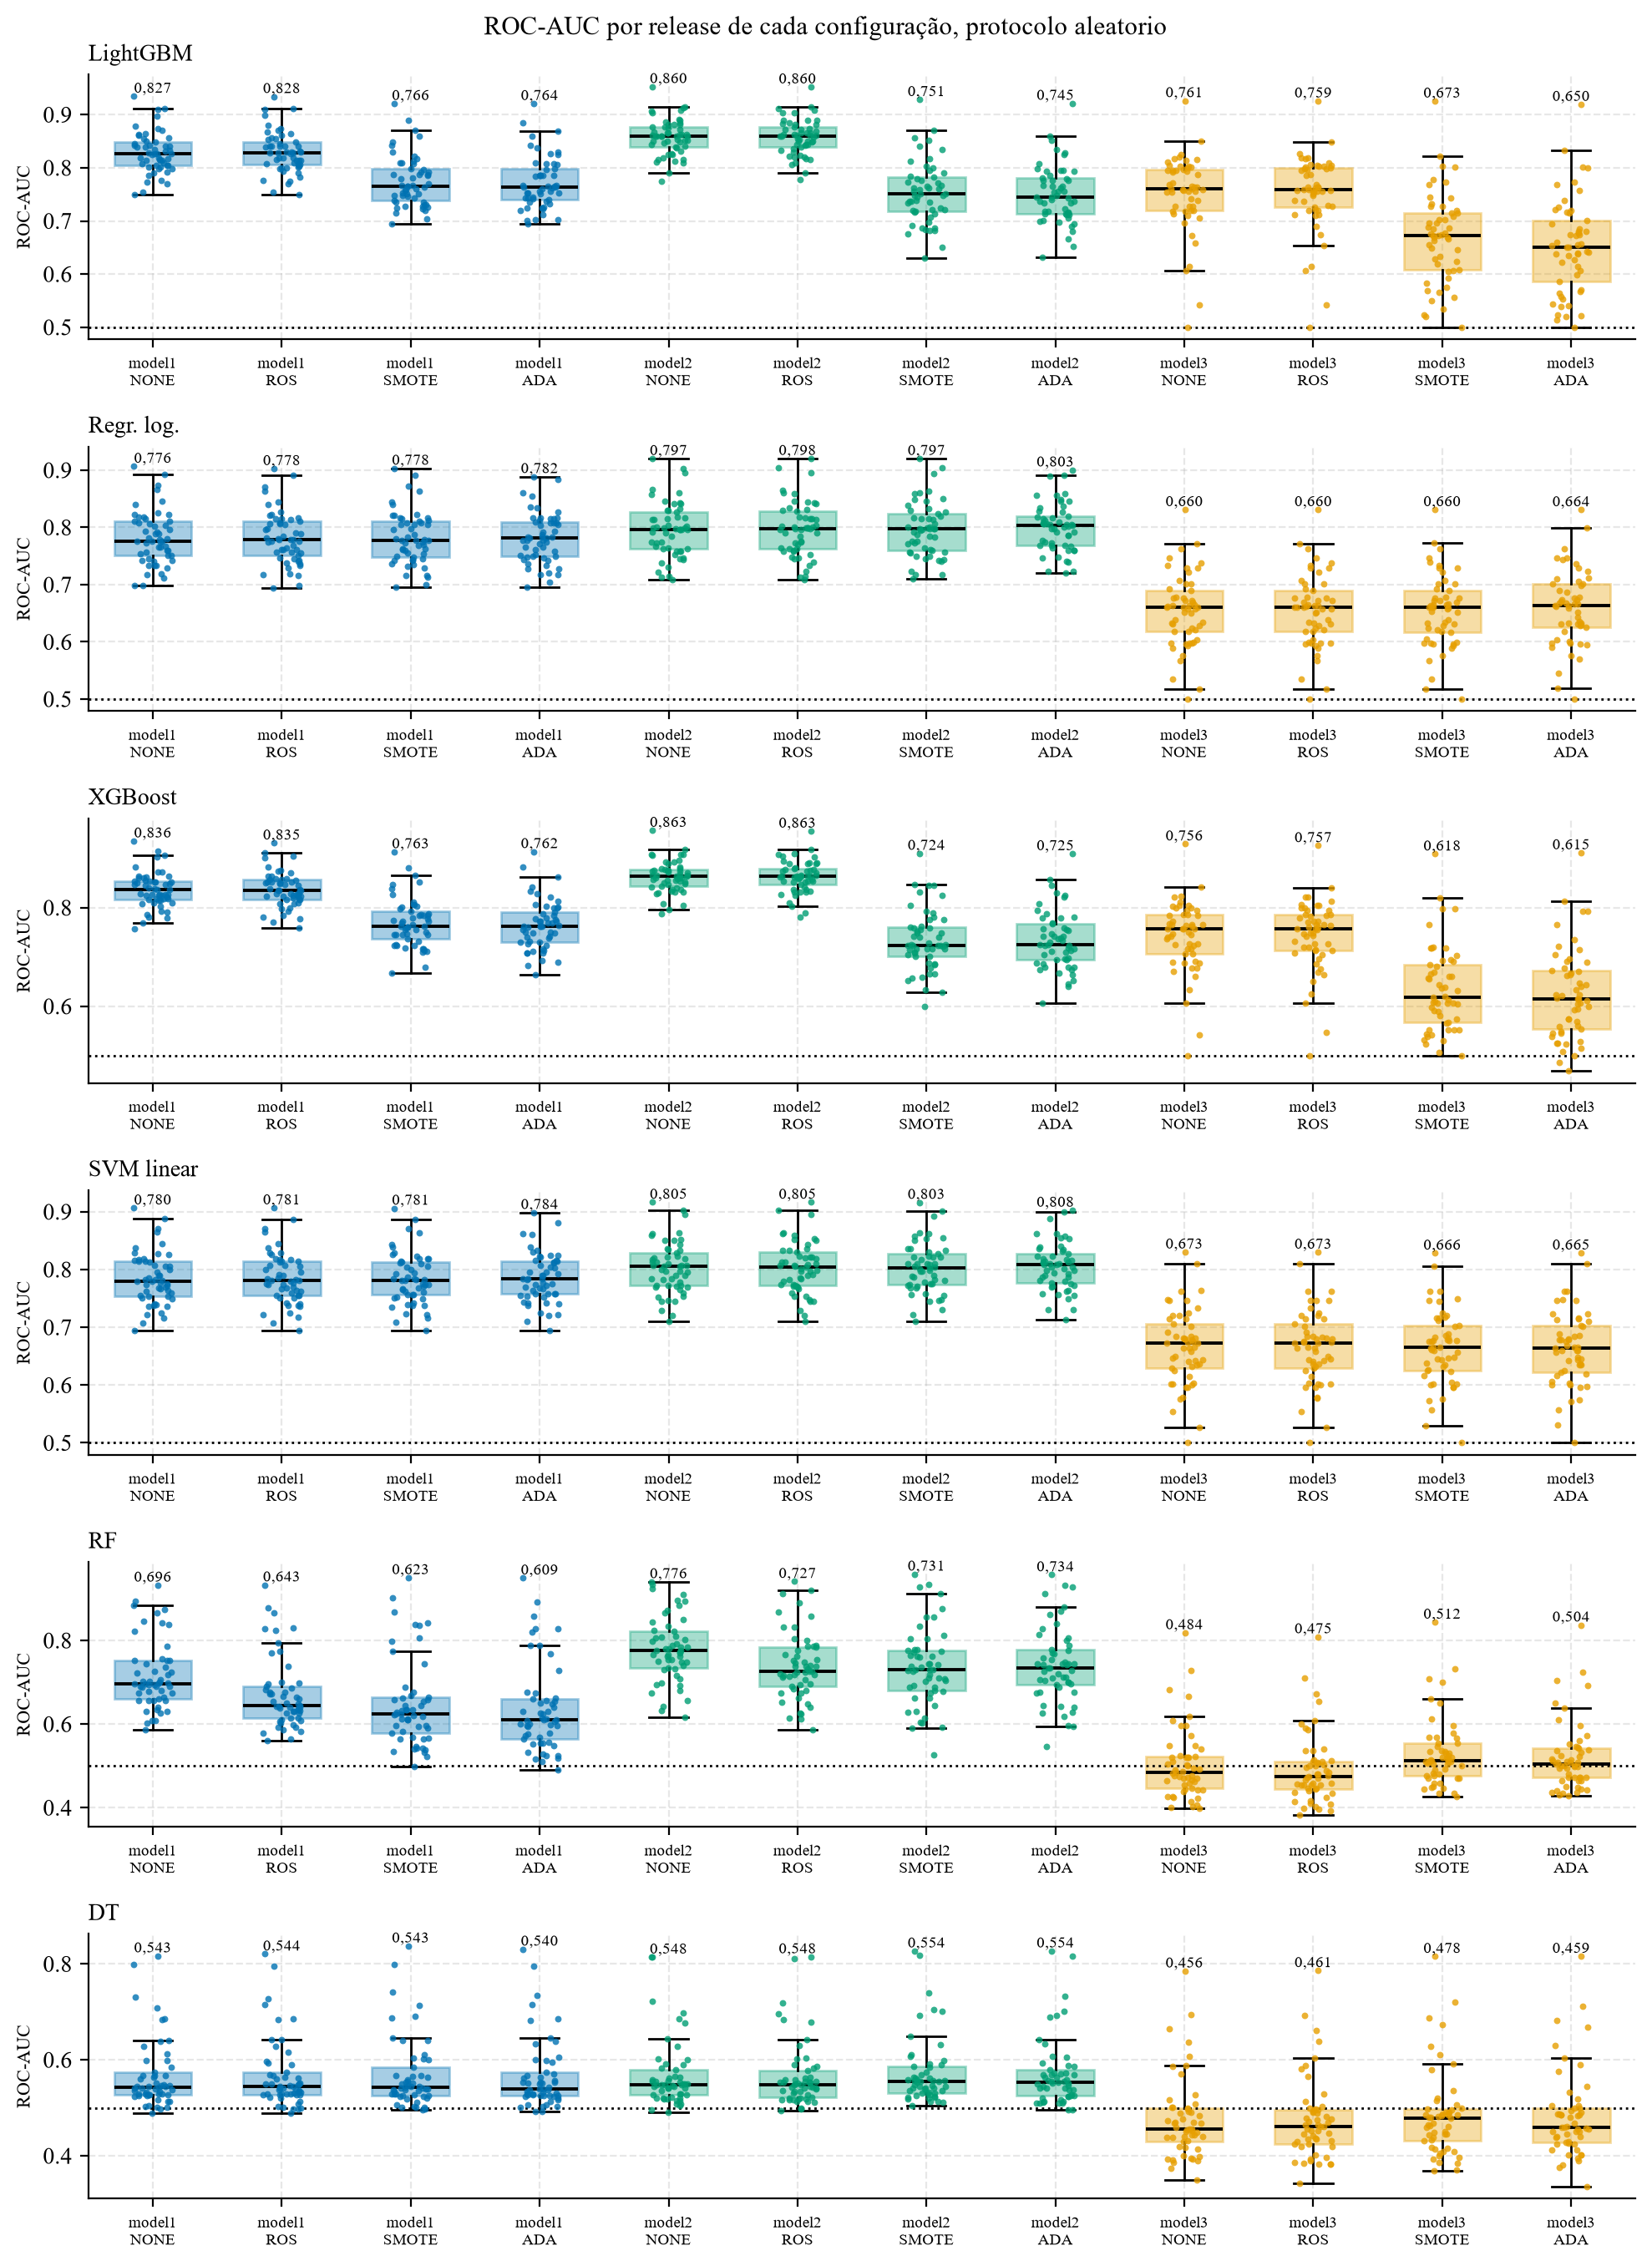 ROC-AUC por release de cada configuração, protocolo aleatorio
LightGBM
0,827 0,828 0,766 0,764 0,860 0,860 0,751 0,745 0,761 0,759 0,673 0,650
ROC-AUC
0.9
0.8
0.7
0.6
0.5
model1 model1 model1 model1 model2 model2 model2 model2 model3 model3 model3 model3
NONE ROS SMOTE ADA NONE ROS SMOTE ADA NONE ROS SMOTE ADA
Regr. log.
0,776 0,778 0,778 0,782 0,797 0,798 0,797 0,803 0,660 0,660 0,660 0,664
ROC-AUC
0.9
0.8
0.7
0.6
0.5
model1 model1 model1 model1 model2 model2 model2 model2 model3 model3 model3 model3
NONE ROS SMOTE ADA NONE ROS SMOTE ADA NONE ROS SMOTE ADA
XGBoost
0,836 0,835 0,763 0,762 0,863 0,863 0,724 0,725 0,756 0,757 0,618 0,615
ROC-AUC
0.8
0.6
model1 model1 model1 model1 model2 model2 model2 model2 model3 model3 model3 model3
NONE ROS SMOTE ADA NONE ROS SMOTE ADA NONE ROS SMOTE ADA
SVM linear
0,780 0,781 0,781 0,784 0,805 0,805 0,803 0,808 0,673 0,673 0,666 0,665
ROC-AUC
0.9
0.8
0.7
0.6
0.5
model1 model1 model1 model1 model2 model2 model2 model2 model3 model3 model3 model3
NONE ROS SMOTE ADA NONE ROS SMOTE ADA NONE ROS SMOTE ADA
RF
0,696 0,643 0,623 0,609 0,776 0,727 0,731 0,734 0,484 0,475 0,512 0,504
ROC-AUC
0.8
0.6
0.4
model1 model1 model1 model1 model2 model2 model2 model2 model3 model3 model3 model3
NONE ROS SMOTE ADA NONE ROS SMOTE ADA NONE ROS SMOTE ADA
DT
0,543 0,544 0,543 0,540 0,548 0,548 0,554 0,554 0,456 0,461 0,478 0,459
ROC-AUC
0.8
0.6
0.4
model1 model1 model1 model1 model2 model2 model2 model2 model3 model3 model3 model3
NONE ROS SMOTE ADA NONE ROS SMOTE ADA NONE ROS SMOTE ADA